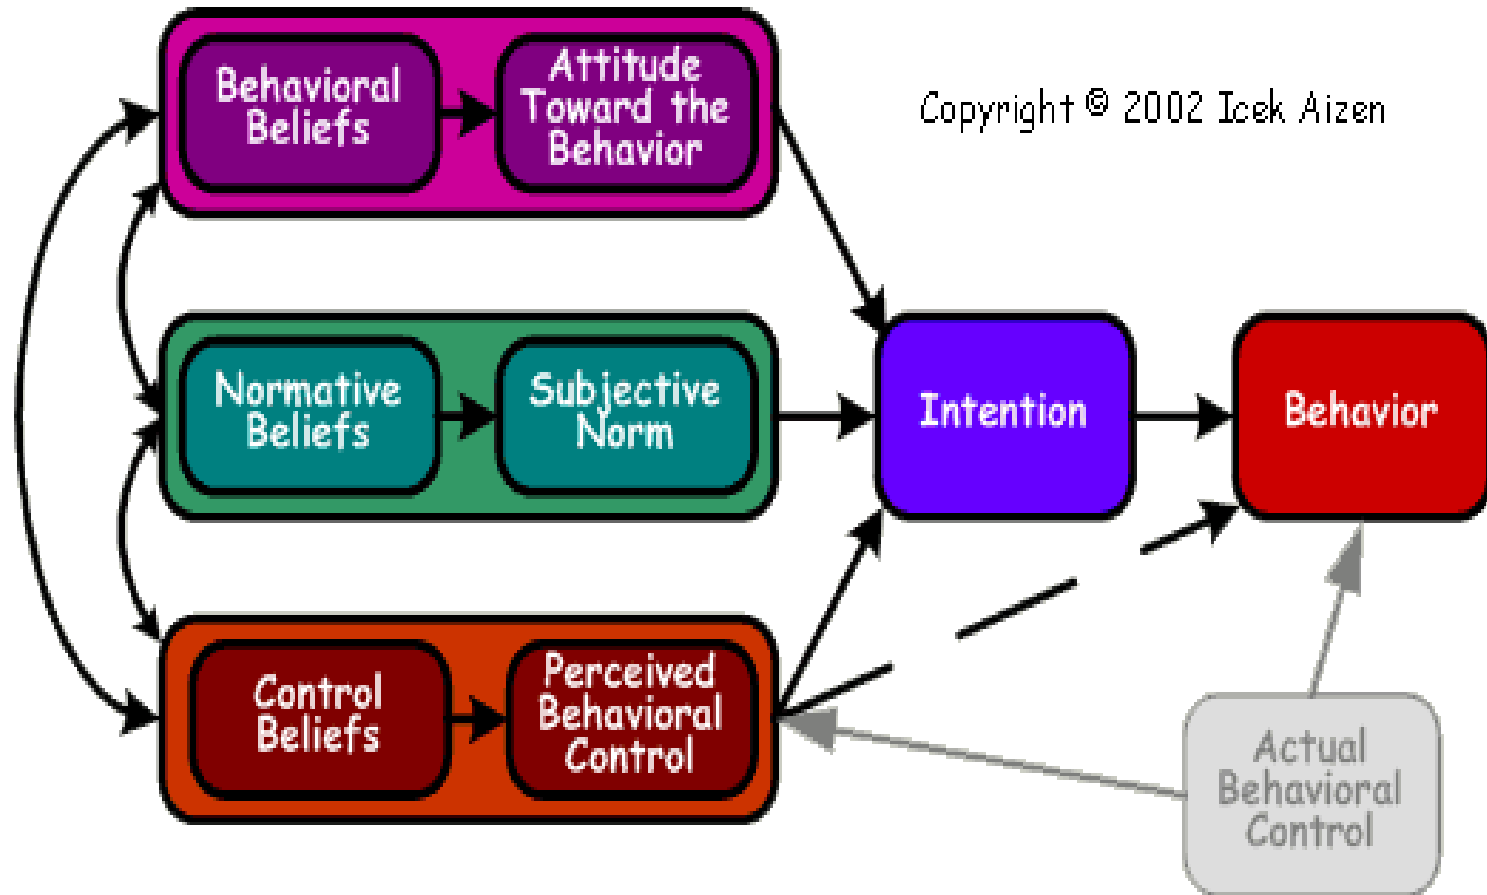 Behavioral
Beliefs
Attitude
Toward the
Behavior
Copyright © 2002 Icek Aizen
Normative
Beliefs
Subjective
Norm
Intention
Behavior
Control
Beliefs
Perceived
Behavioral
Control
Actual
Behavioral
Control